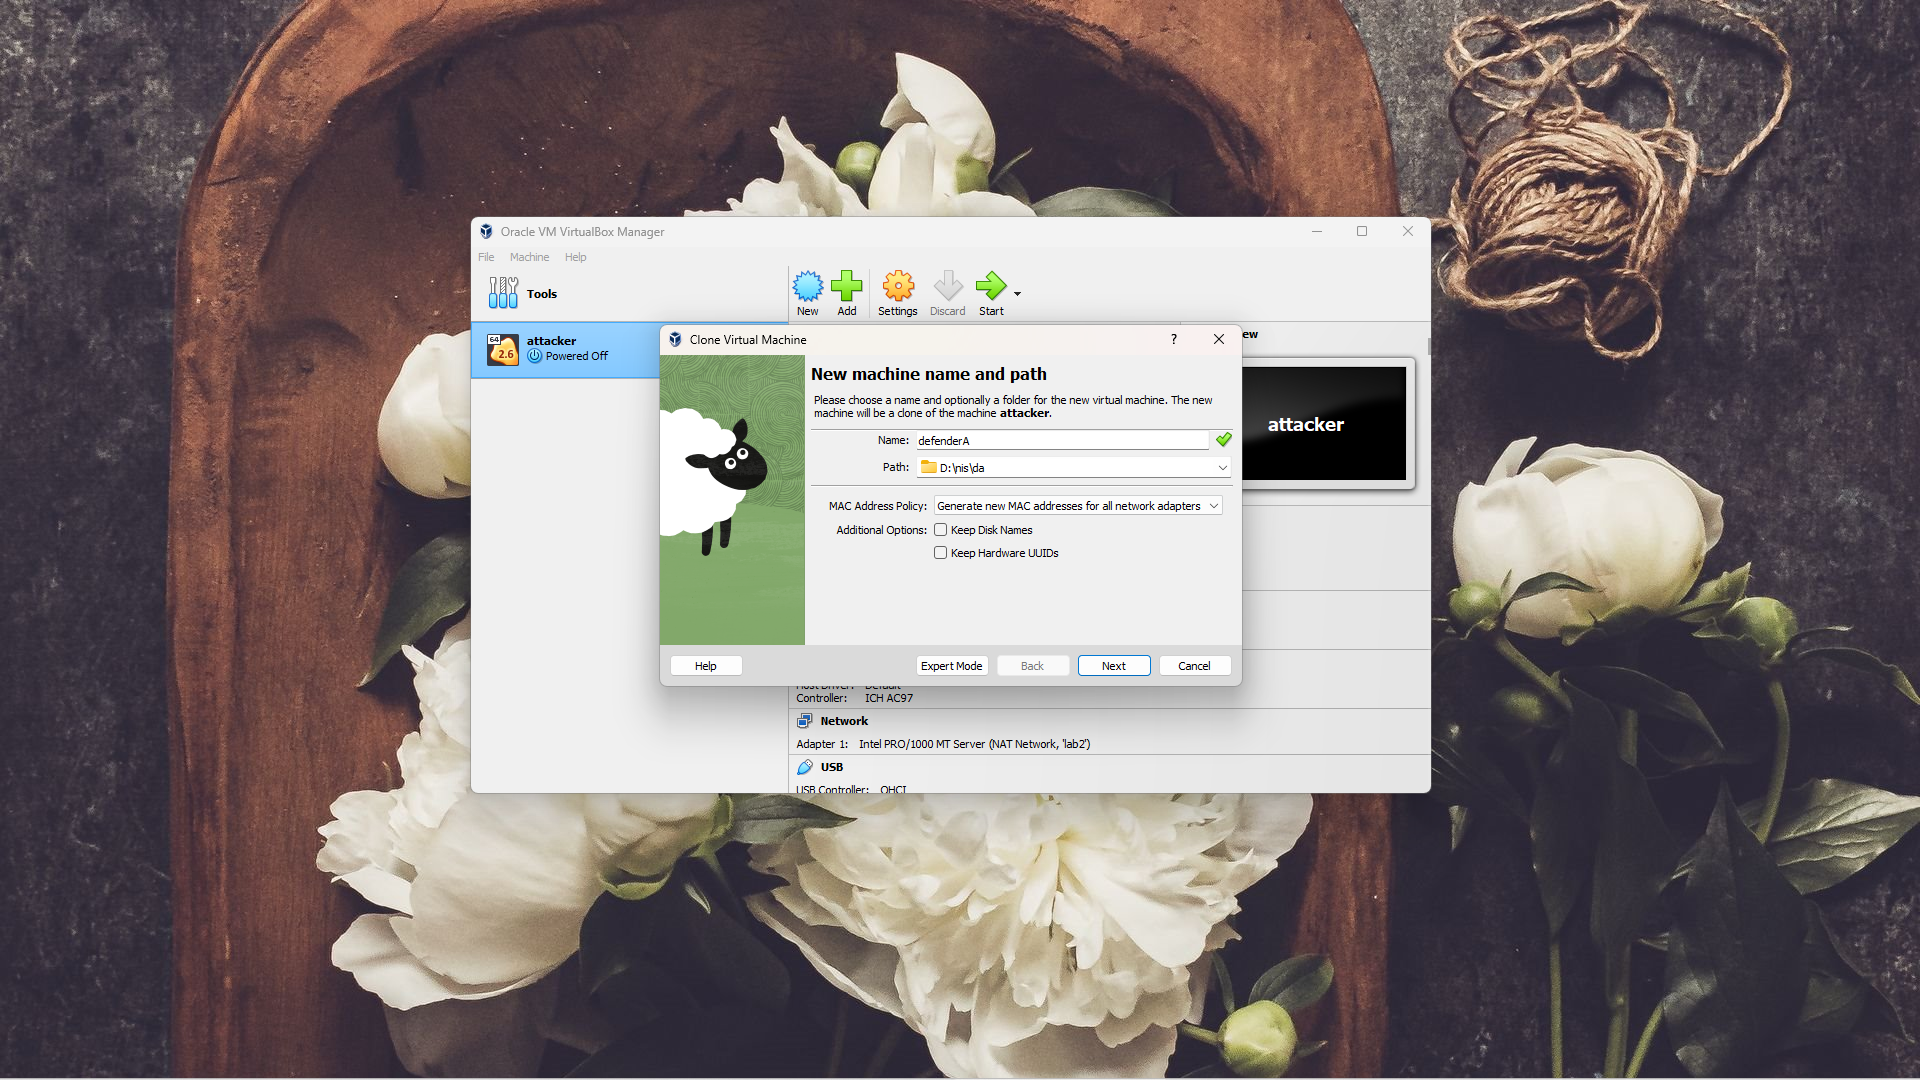 Oracle VM VirtualBox Manager
File Machine Help
Tools
New Add Settings Discard Start
64
2.6
attacker
Powered Off
ew
attacker
Clone Virtual Machine
?
New machine name and path
Please choose a name and optionally a folder for the new virtual machine. The new
machine will be a clone of the machine attacker.
Name: defenderA
Path: D:\nis\da
MAC Address Policy: Generate new MAC addresses for all network adapters
Additional Options: Keep Disk Names
Keep Hardware UUIDs
Help Expert Mode Back Next Cancel
Host Driver: Default
Controller: ICH AC97
Network
Adapter 1: Intel PRO/1000 MT Server (NAT Network, 'lab2')
USB
USB Controller: OHCI